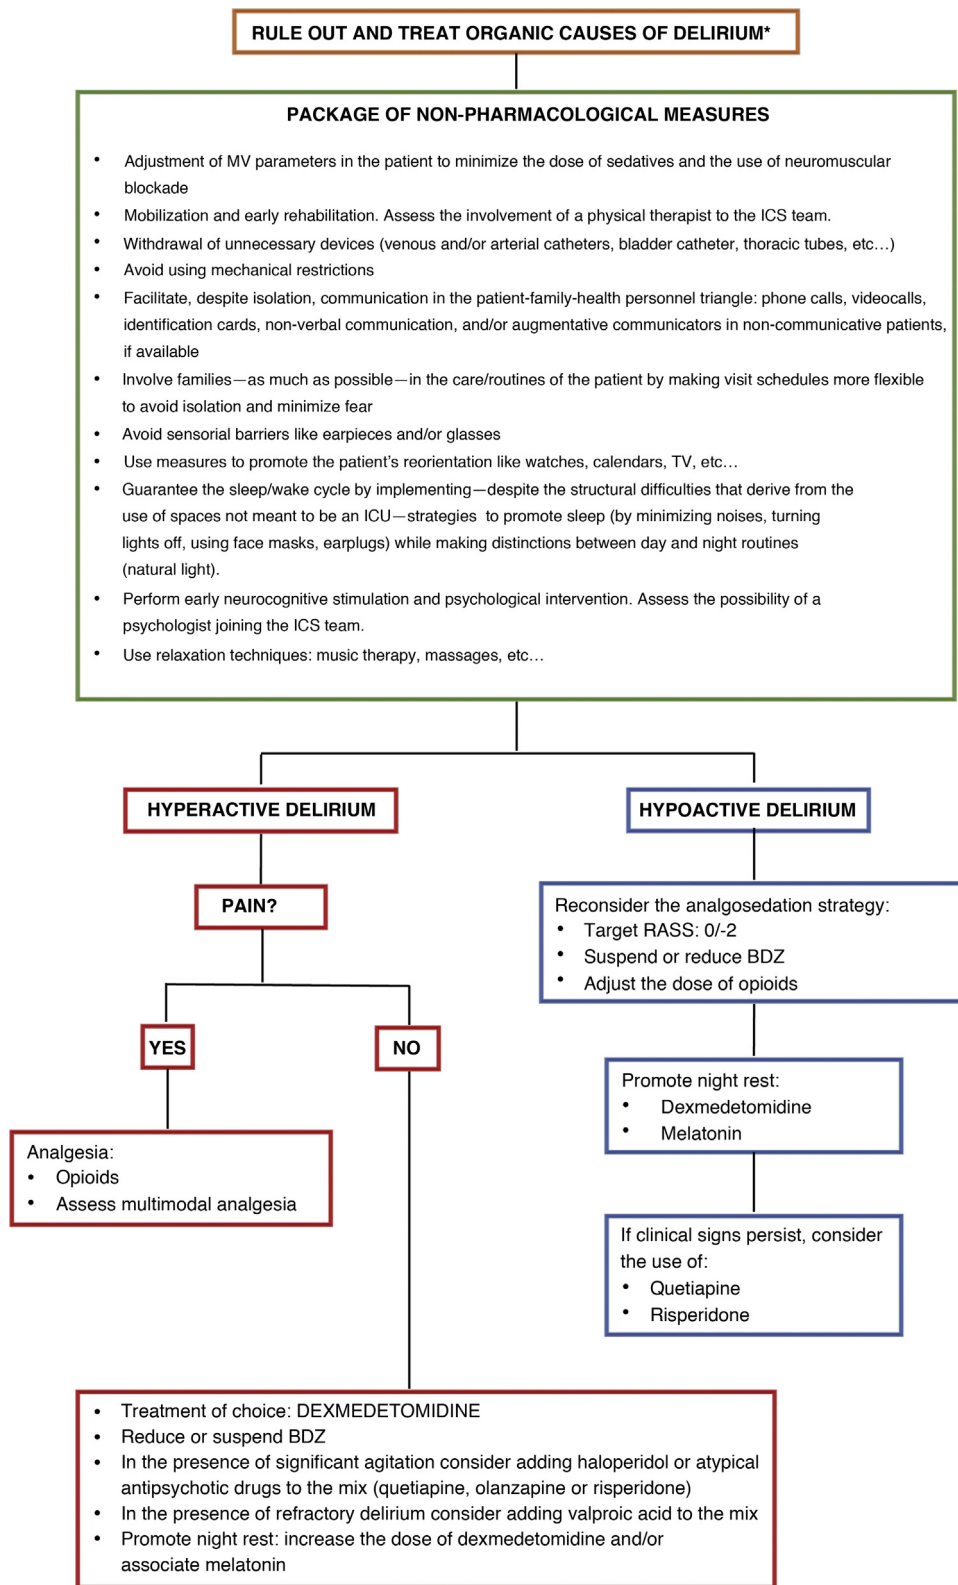 RULE OUT AND TREAT ORGANIC CAUSES OF DELIRIUM*
PACKAGE OF NON-PHARMACOLOGICAL MEASURES
• Adjustment of MV parameters in the patient to minimize the dose of sedatives and the use of neuromuscular
blockade
• Mobilization and early rehabilitation. Assess the involvement of a physical therapist to the ICS team.
• Withdrawal of unnecessary devices (venous and/or arterial catheters, bladder catheter, thoracic tubes, etc…)
• Avoid using mechanical restrictions
• Facilitate, despite isolation, communication in the patient-family-health personnel triangle: phone calls, videocalls,
identification cards, non-verbal communication, and/or augmentative communicators in non-communicative patients,
if available
• Involve families—as much as possible—in the care/routines of the patient by making visit schedules more flexible
to avoid isolation and minimize fear
• Avoid sensorial barriers like earpieces and/or glasses
• Use measures to promote the patient’s reorientation like watches, calendars, TV, etc…
• Guarantee the sleep/wake cycle by implementing—despite the structural difficulties that derive from the
use of spaces not meant to be an ICU—strategies to promote sleep (by minimizing noises, turning
lights off, using face masks, earplugs) while making distinctions between day and night routines
(natural light).
• Perform early neurocognitive stimulation and psychological intervention. Assess the possibility of a
psychologist joining the ICS team.
• Use relaxation techniques: music therapy, massages, etc…
HYPERACTIVE DELIRIUM
PAIN?
YES
NO
Analgesia:
• Opioids
• Assess multimodal analgesia
• Treatment of choice: DEXMEDETOMIDINE
• Reduce or suspend BDZ
• In the presence of significant agitation consider adding haloperidol or atypical
antipsychotic drugs to the mix (quetiapine, olanzapine or risperidone)
• In the presence of refractory delirium consider adding valproic acid to the mix
• Promote night rest: increase the dose of dexmedetomidine and/or
associate melatonin
HYPOACTIVE DELIRIUM
Reconsider the analgosedation strategy:
• Target RASS: 0/-2
• Suspend or reduce BDZ
• Adjust the dose of opioids
Promote night rest:
• Dexmedetomidine
• Melatonin
If clinical signs persist, consider
the use of:
• Quetiapine
• Risperidone